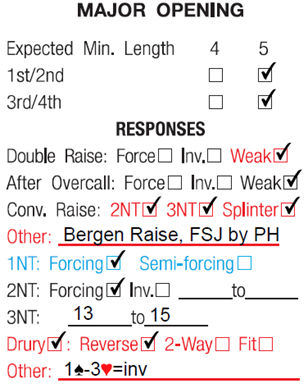 MAJOR OPENING
Expected Min. Length 4 5
1st/2nd ☐ ☑
3rd/4th ☐ ☑
RESPONSES
Double Raise: Force☐ Inv.☐ Weak☑
After Overcall: Force☐ Inv.☐ Weak☑
Conv. Raise: 2NT☑ 3NT☑ Splinter☑
Other: Bergen Raise, FSJ by PH
1NT: Forcing☑ Semi-forcing☐
2NT: Forcing☑ Inv.☐ ____to____
3NT: 13 to 15
Drury☑: Reverse☑ 2-Way☐ Fit☐
Other: 1♠-3♥=inv